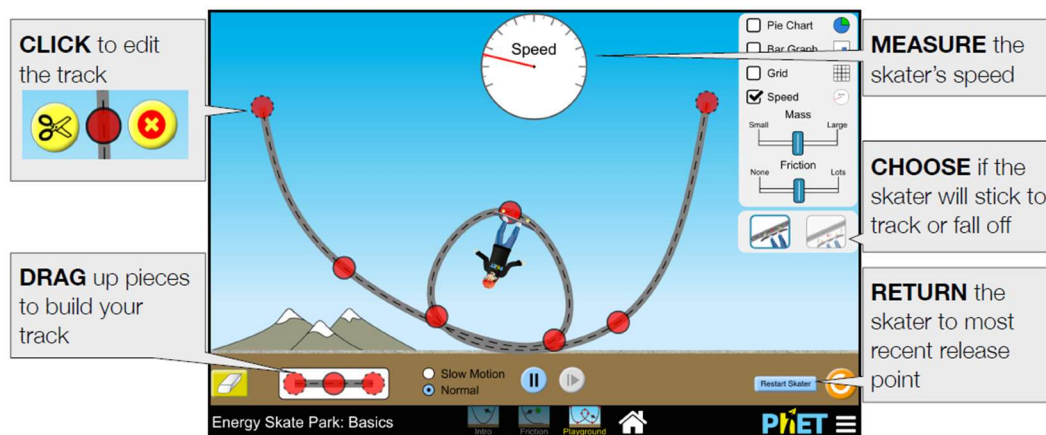 CLICK to edit
the track
DRAG up pieces
to build your
track
Speed
Pie Chart
Bar Graph
Grid
Speed
Mass
Small
Large
Friction
None
Lots
MEASURE the
skater's speed
CHOOSE if the
skater will stick to
track or fall off
RETURN the
skater to most
recent release
point
Slow Motion
Normal
Restart Skater
Energy Skate Park: Basics
Intro
Friction
Playground
PhET